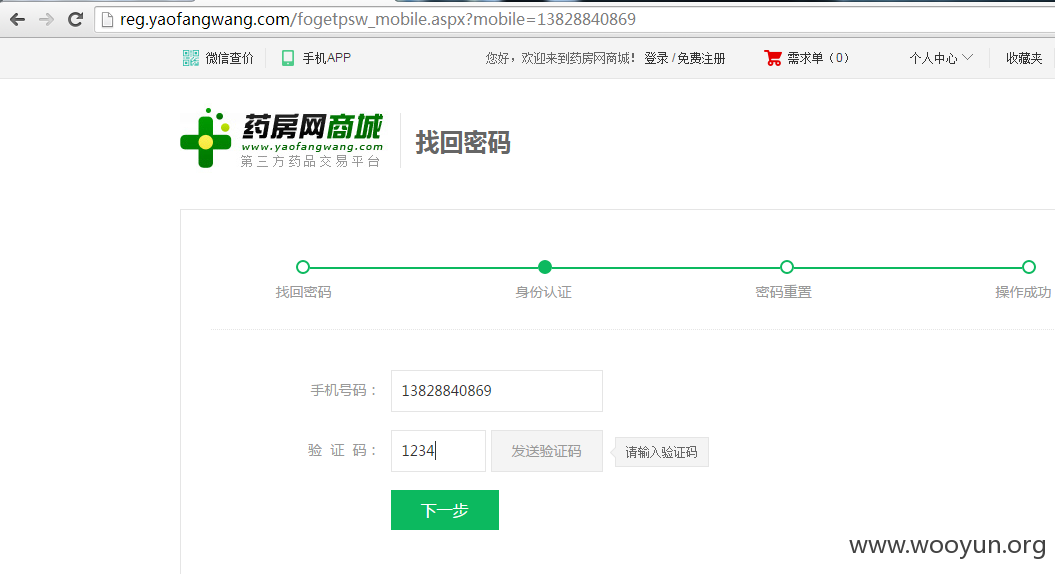 reg.yaofangwang.com/fogetpsw_mobile.aspx?mobile=13828840869
微信查价 手机APP 您好，欢迎来到药房网商城！ 登录 / 免费注册 需求单（0） 个人中心 收藏夹
药房网商城
www.yaofangwang.com
第三方药品交易平台
找回密码
找回密码 身份认证 密码重置 操作成功
手机号码： 13828840869
验 证 码： 1234 发送验证码 请输入验证码
下一步
www.wooyun.org